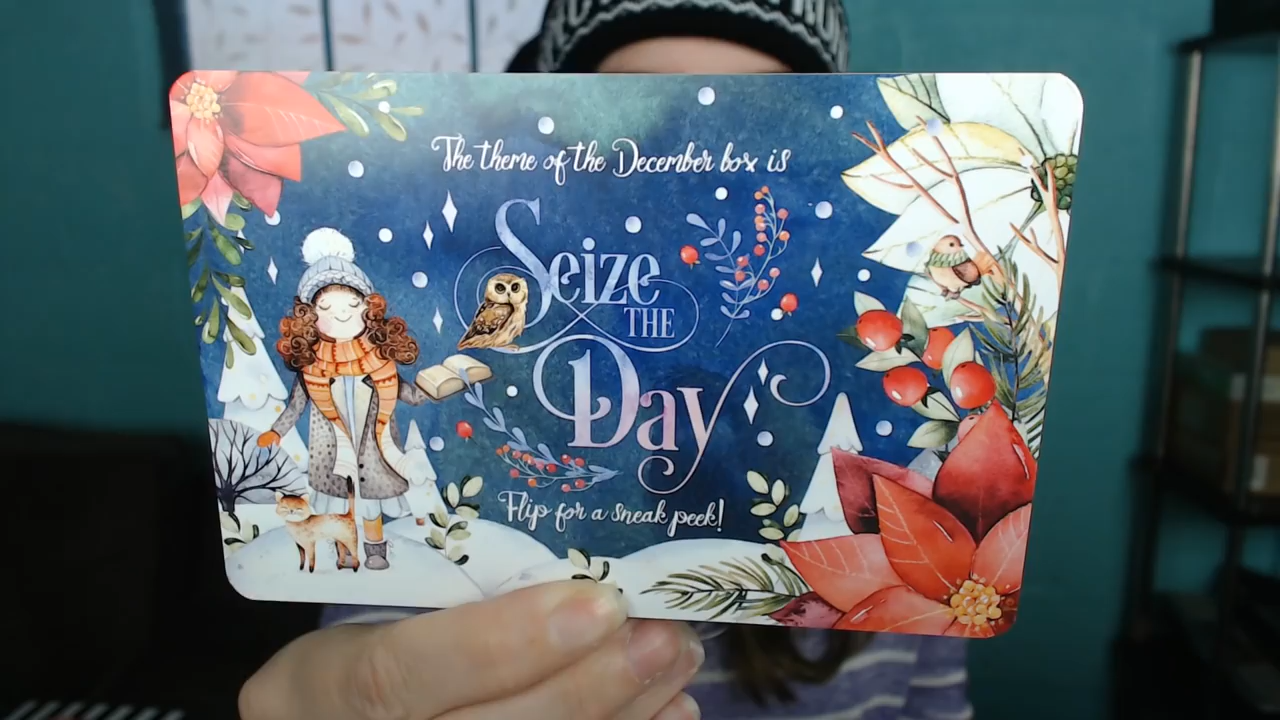 The theme of the December box is
Seize
THE
Day
Flip for a sneak peek!